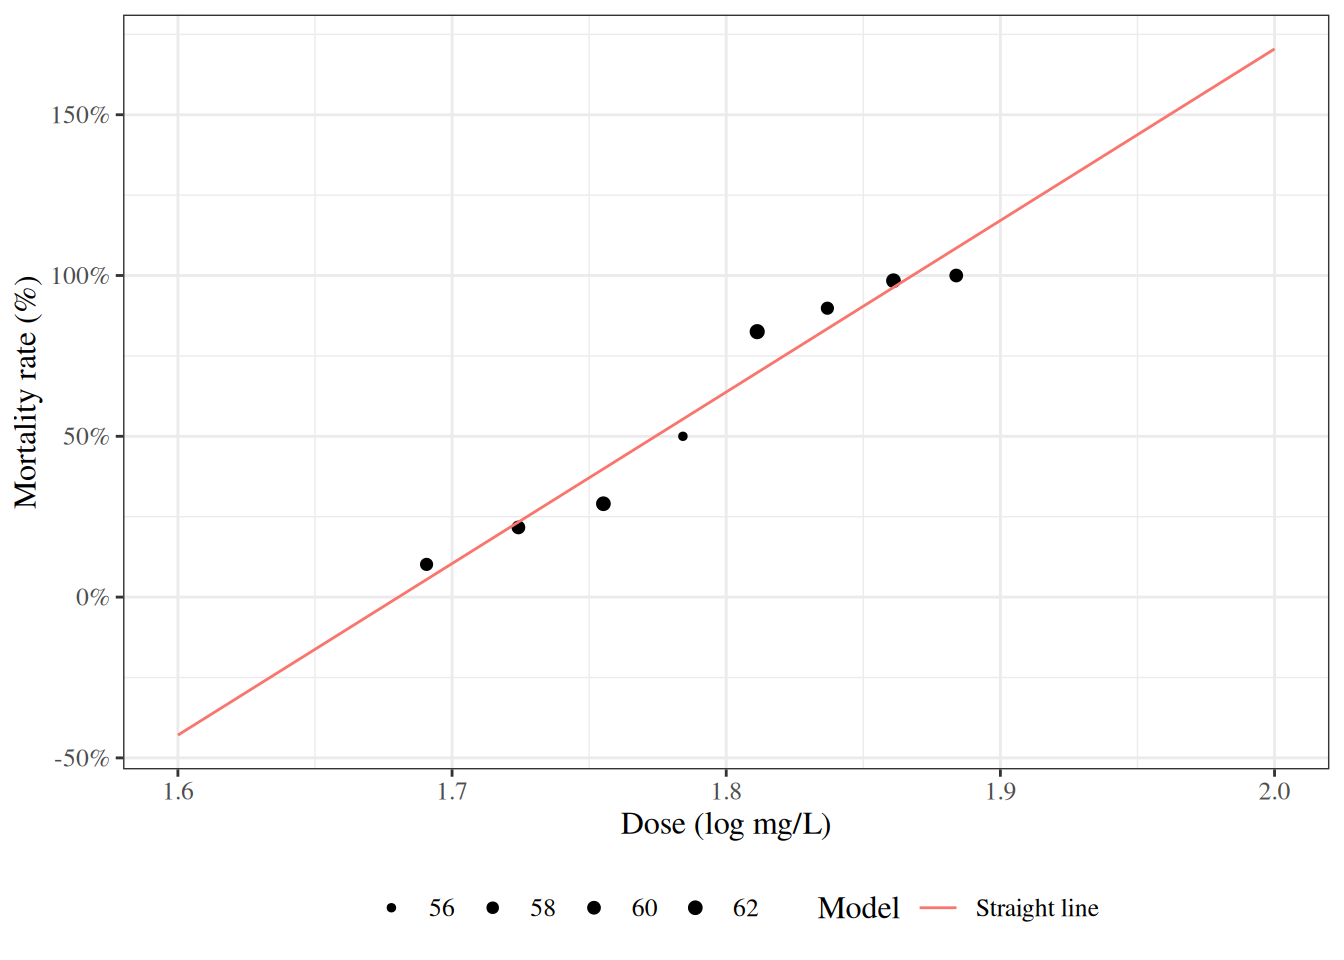 Mortality rate (%)
150%
100%
50%
0%
-50%
1.6 1.7 1.8 1.9 2.0
Dose (log mg/L)
56 58 60 62 Model Straight line